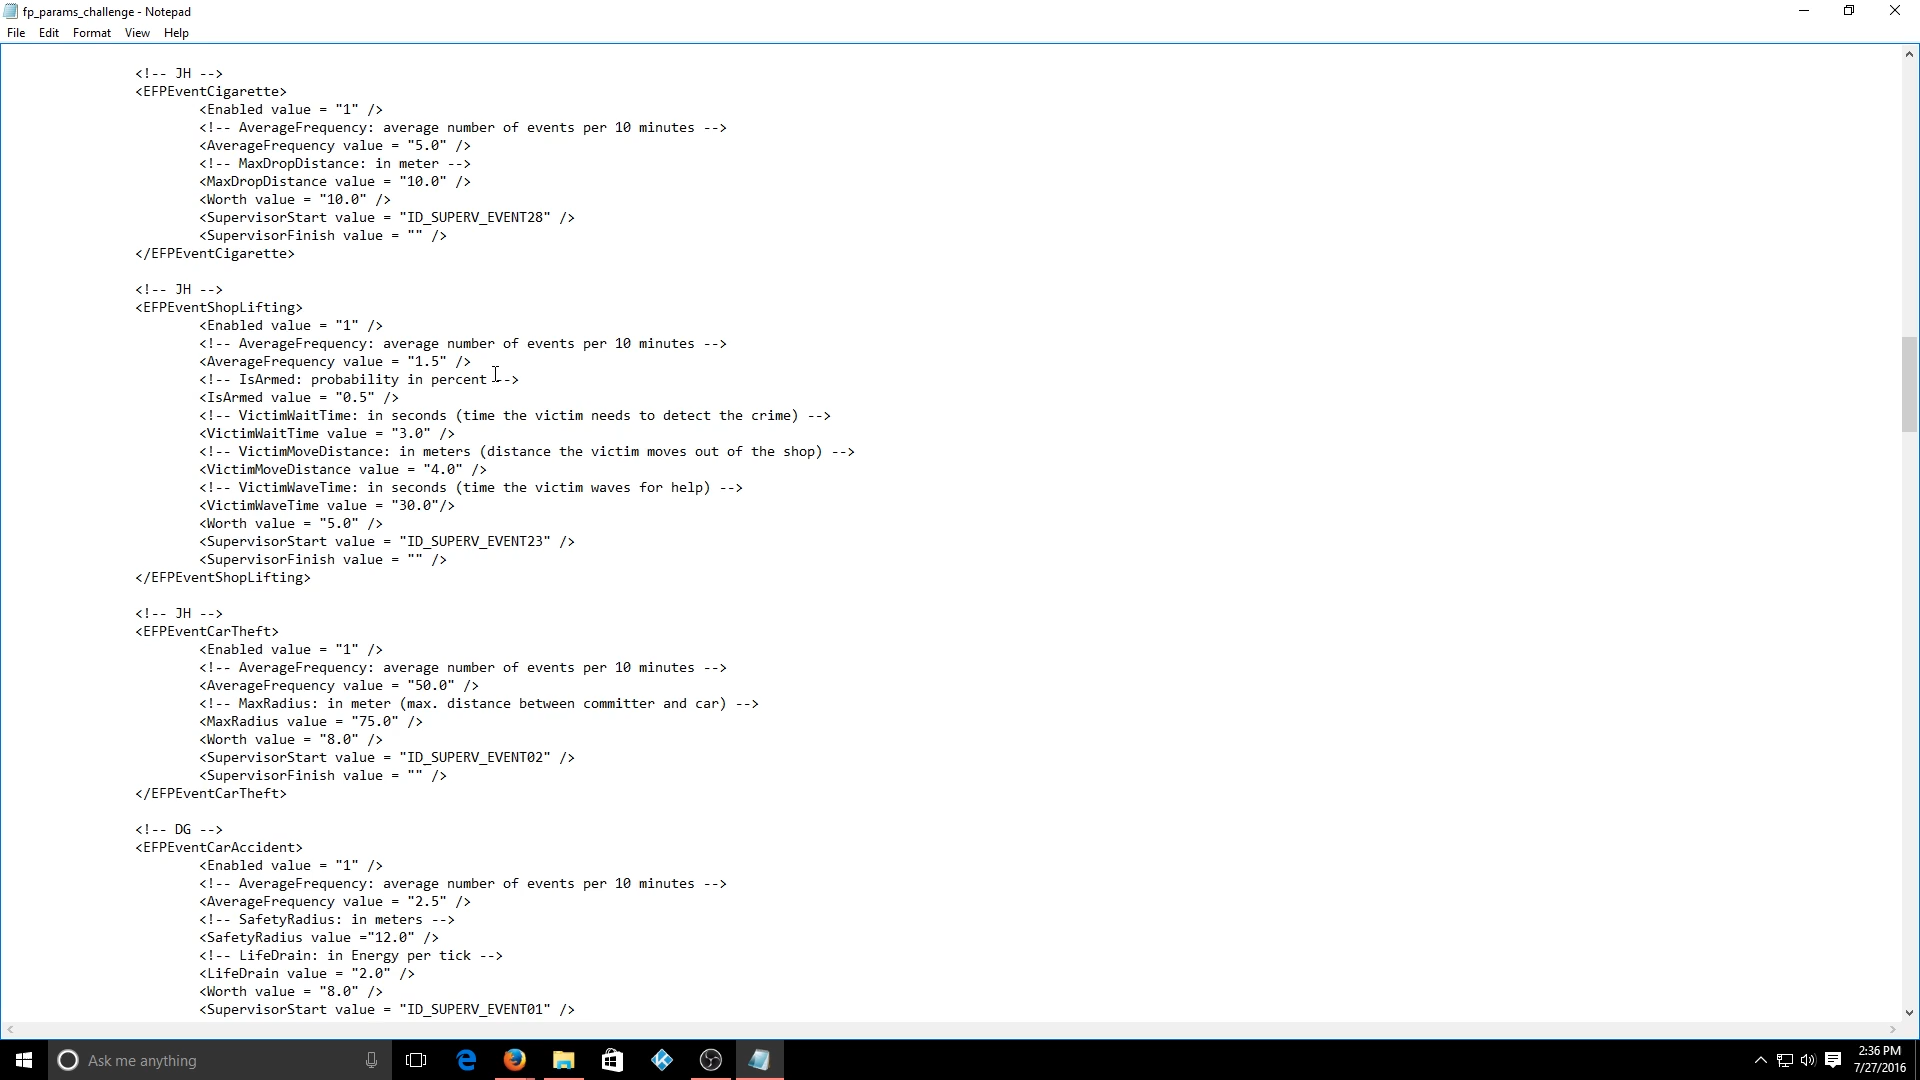 fp_params_challenge - Notepad
File Edit Format View Help
<!-- JH -->
<EFPEventCigarette>
<Enabled value = "1" />
<!-- AverageFrequency: average number of events per 10 minutes -->
<AverageFrequency value = "5.0" />
<!-- MaxDropDistance: in meter -->
<MaxDropDistance value = "10.0" />
<Worth value = "10.0" />
<SupervisorStart value = "ID_SUPERV_EVENT28" />
<SupervisorFinish value = "" />
</EFPEventCigarette>
<!-- JH -->
<EFPEventShopLifting>
<Enabled value = "1" />
<!-- AverageFrequency: average number of events per 10 minutes -->
<AverageFrequency value = "1.5" />
<!-- IsArmed: probability in percent -->
<IsArmed value = "0.5" />
<!-- VictimWaitTime: in seconds (time the victim needs to detect the crime) -->
<VictimWaitTime value = "3.0" />
<!-- VictimMoveDistance: in meters (distance the victim moves out of the shop) -->
<VictimMoveDistance value = "4.0" />
<!-- VictimWaveTime: in seconds (time the victim waves for help) -->
<VictimWaveTime value = "30.0"/>
<Worth value = "5.0" />
<SupervisorStart value = "ID_SUPERV_EVENT23" />
<SupervisorFinish value = "" />
</EFPEventShopLifting>
<!-- JH -->
<EFPEventCarTheft>
<Enabled value = "1" />
<!-- AverageFrequency: average number of events per 10 minutes -->
<AverageFrequency value = "50.0" />
<!-- MaxRadius: in meter (max. distance between committer and car) -->
<MaxRadius value = "75.0" />
<Worth value = "8.0" />
<SupervisorStart value = "ID_SUPERV_EVENT02" />
<SupervisorFinish value = "" />
</EFPEventCarTheft>
<!-- DG -->
<EFPEventCarAccident>
<Enabled value = "1" />
<!-- AverageFrequency: average number of events per 10 minutes -->
<AverageFrequency value = "2.5" />
<!-- SafetyRadius: in meters -->
<SafetyRadius value ="12.0" />
<!-- LifeDrain: in Energy per tick -->
<LifeDrain value = "2.0" />
<Worth value = "8.0" />
<SupervisorStart value = "ID_SUPERV_EVENT01" />
Ask me anything
2:36 PM
7/27/2016